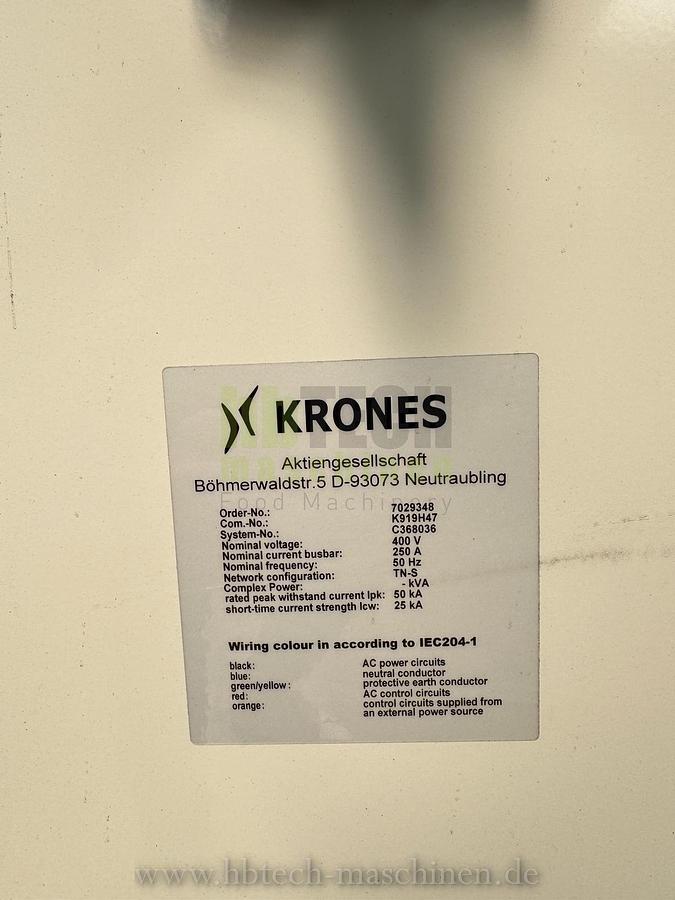 KRONES
hbTECH
maschinen
Food Machinery
Aktiengesellschaft
Böhmerwaldstr.5 D-93073 Neutraubling
Order-No.: 7029348
Com.-No.: K919H47
System-No.: C368036
Nominal voltage: 400 V
Nominal current busbar: 250 A
Nominal frequency: 50 Hz
Network configuration: TN-S
Complex Power: - kVA
rated peak withstand current Ipk: 50 kA
short-time current strength Icw: 25 kA
Wiring colour in according to IEC204-1
black: AC power circuits
blue: neutral conductor
green/yellow: protective earth conductor
red: AC control circuits
orange: control circuits supplied from
an external power source
www.hbtech-maschinen.de